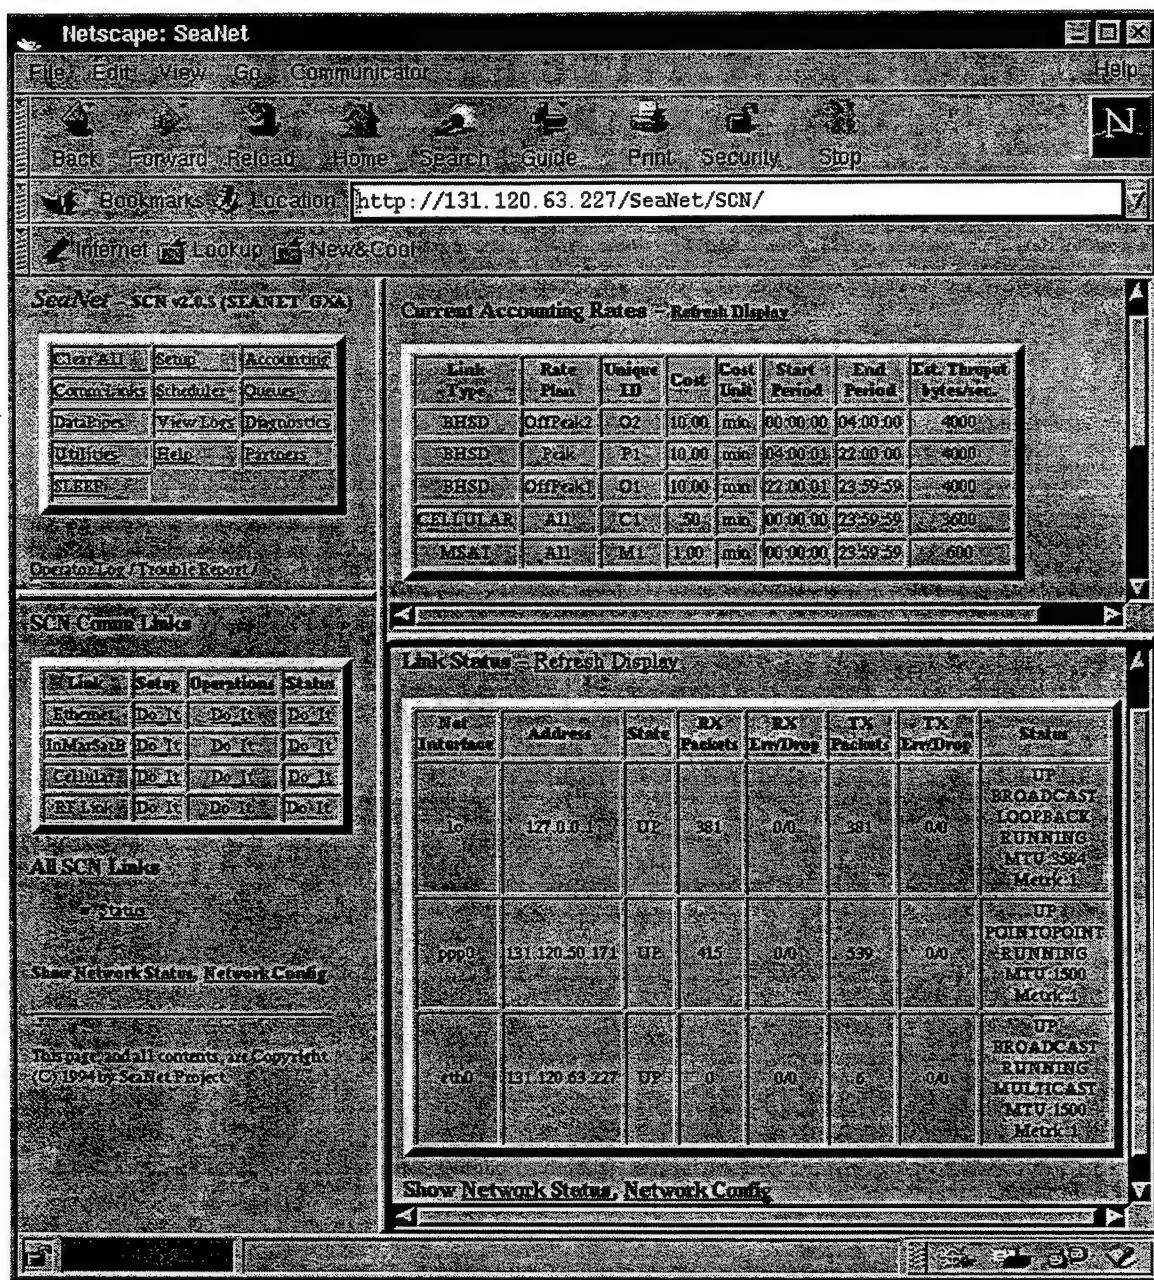 Netscape: SeaNet
File Edit View Go Communicator Help
Back Forward Reload Home Search Guide Print Security Stop
N
Bookmarks Location: http://131.120.63.227/SeaNet/SCN/
Internet Lookup New&Cool
SeaNet - SCN v2.0.5 (SEANET GXA)
Clear All Setup Accounting
Comm Links Scheduler Queues
DataPipes View Logs Diagnostics
Utilities Help Partners
SLEEP
Operator Log / Trouble Report /
SCN Comm Links
Link Setup Operations Status
Ethernet Do It Do It Do It
InMarSatB Do It Do It Do It
Cellular Do It Do It Do It
RF Link Do It Do It Do It
All SCN Links
Status
Show Network Status, Network Config
This page, and all contents, are Copyright
(C) 1994 by SeaNet Project.
Current Accounting Rates - Refresh Display
Link Type Rate Plan Unique ID Cost Cost Unit Start Period End Period Est. Thruput bytes/sec.
BHSD OffPeak2 O2 10.00 min 00:00:00 04:00:00 4000
BHSD Peak P1 10.00 min 04:00:01 22:00:00 4000
BHSD OffPeak1 O1 10.00 min 22:00:01 23:59:59 4000
CELLULAR All C1 .50 min 00:00:00 23:59:59 3600
MSAT All M1 1.00 min 00:00:00 23:59:59 600
Link Status - Refresh Display
Net Interface Address State RX Packets RX Err/Drop TX Packets TX Err/Drop Status
lo 127.0.0.1 UP 381 0/0 381 0/0 UP BROADCAST LOOPBACK RUNNING MTU:3584 Metric:1
ppp0 131.120.50.171 UP 415 0/0 539 0/0 UP POINTOPOINT RUNNING MTU:1500 Metric:1
eth0 131.120.63.227 UP 0 0/0 6 0/0 UP BROADCAST RUNNING MULTICAST MTU:1500 Metric:1
Show Network Status, Network Config